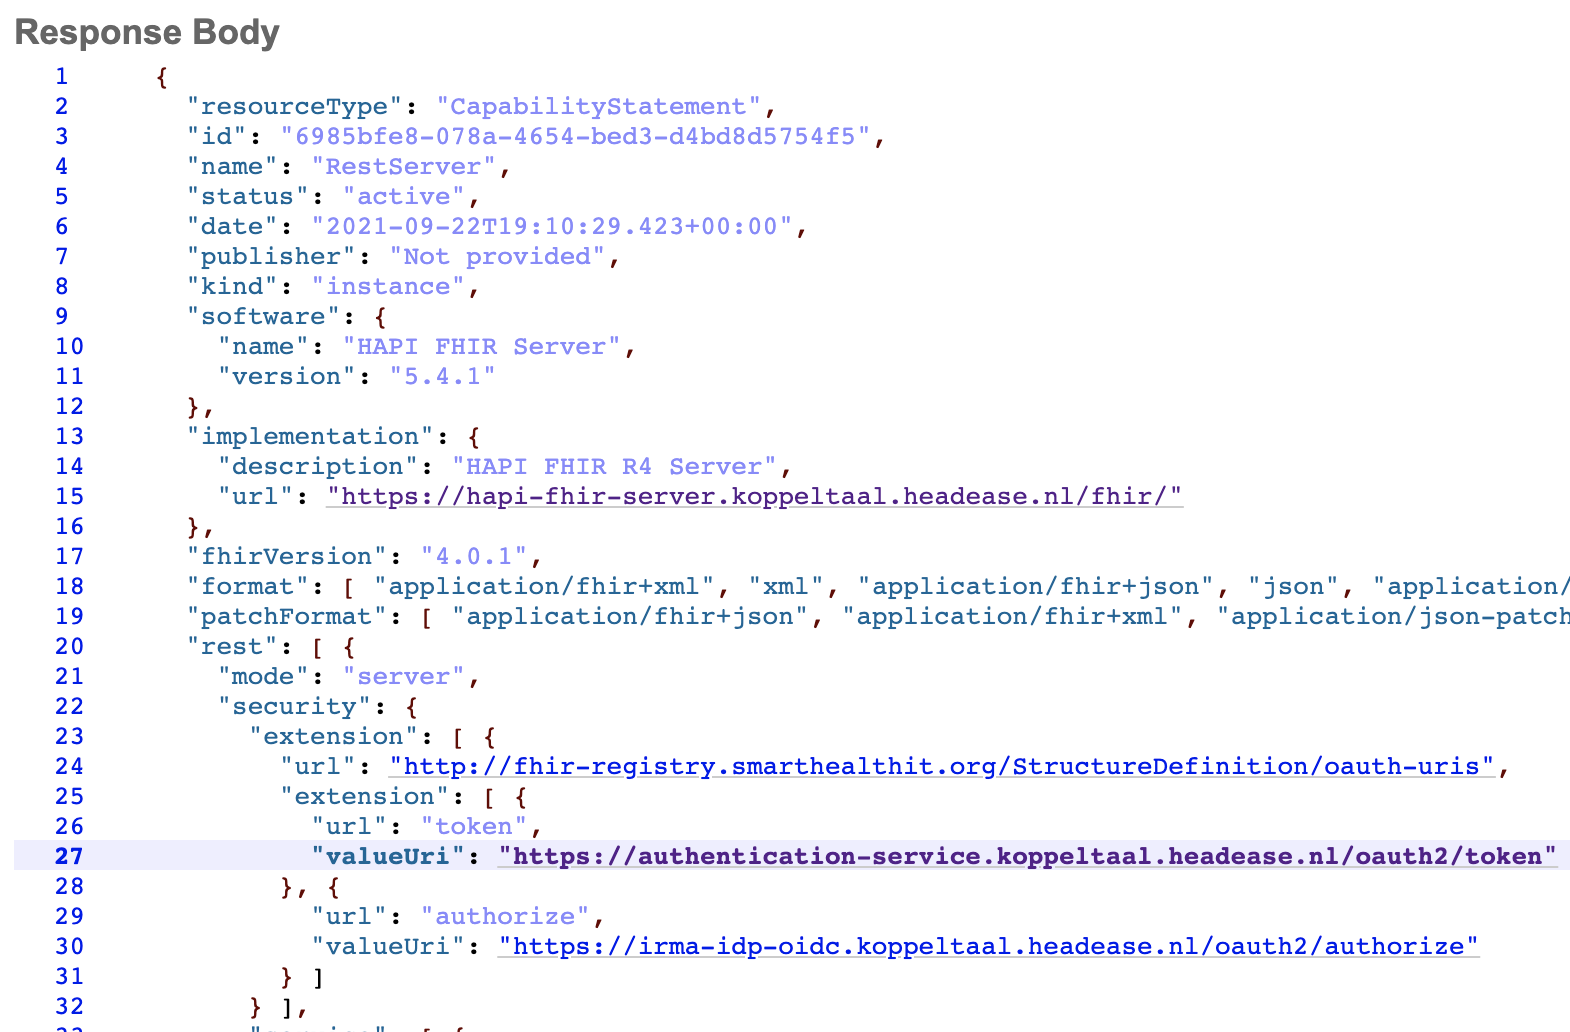 Response Body
1 {
2 "resourceType": "CapabilityStatement",
3 "id": "6985bfe8-078a-4654-bed3-d4bd8d5754f5",
4 "name": "RestServer",
5 "status": "active",
6 "date": "2021-09-22T19:10:29.423+00:00",
7 "publisher": "Not provided",
8 "kind": "instance",
9 "software": {
10 "name": "HAPI FHIR Server",
11 "version": "5.4.1"
12 },
13 "implementation": {
14 "description": "HAPI FHIR R4 Server",
15 "url": "https://hapi-fhir-server.koppeltaal.headease.nl/fhir/"
16 },
17 "fhirVersion": "4.0.1",
18 "format": [ "application/fhir+xml", "xml", "application/fhir+json", "json", "application/
19 "patchFormat": [ "application/fhir+json", "application/fhir+xml", "application/json-patch
20 "rest": [ {
21 "mode": "server",
22 "security": {
23 "extension": [ {
24 "url": "http://fhir-registry.smarthealthit.org/StructureDefinition/oauth-uris",
25 "extension": [ {
26 "url": "token",
27 "valueUri": "https://authentication-service.koppeltaal.headease.nl/oauth2/token"
28 }, {
29 "url": "authorize",
30 "valueUri": "https://irma-idp-oidc.koppeltaal.headease.nl/oauth2/authorize"
31 } ]
32 } ],